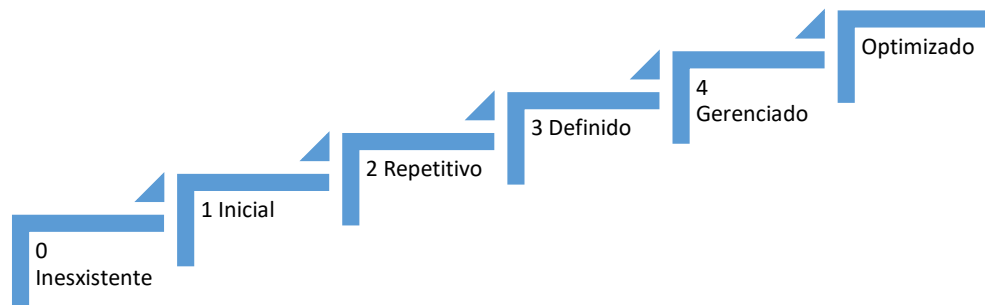 0
Inesxistente
1 Inicial
2 Repetitivo
3 Definido
4
Gerenciado
Optimizado